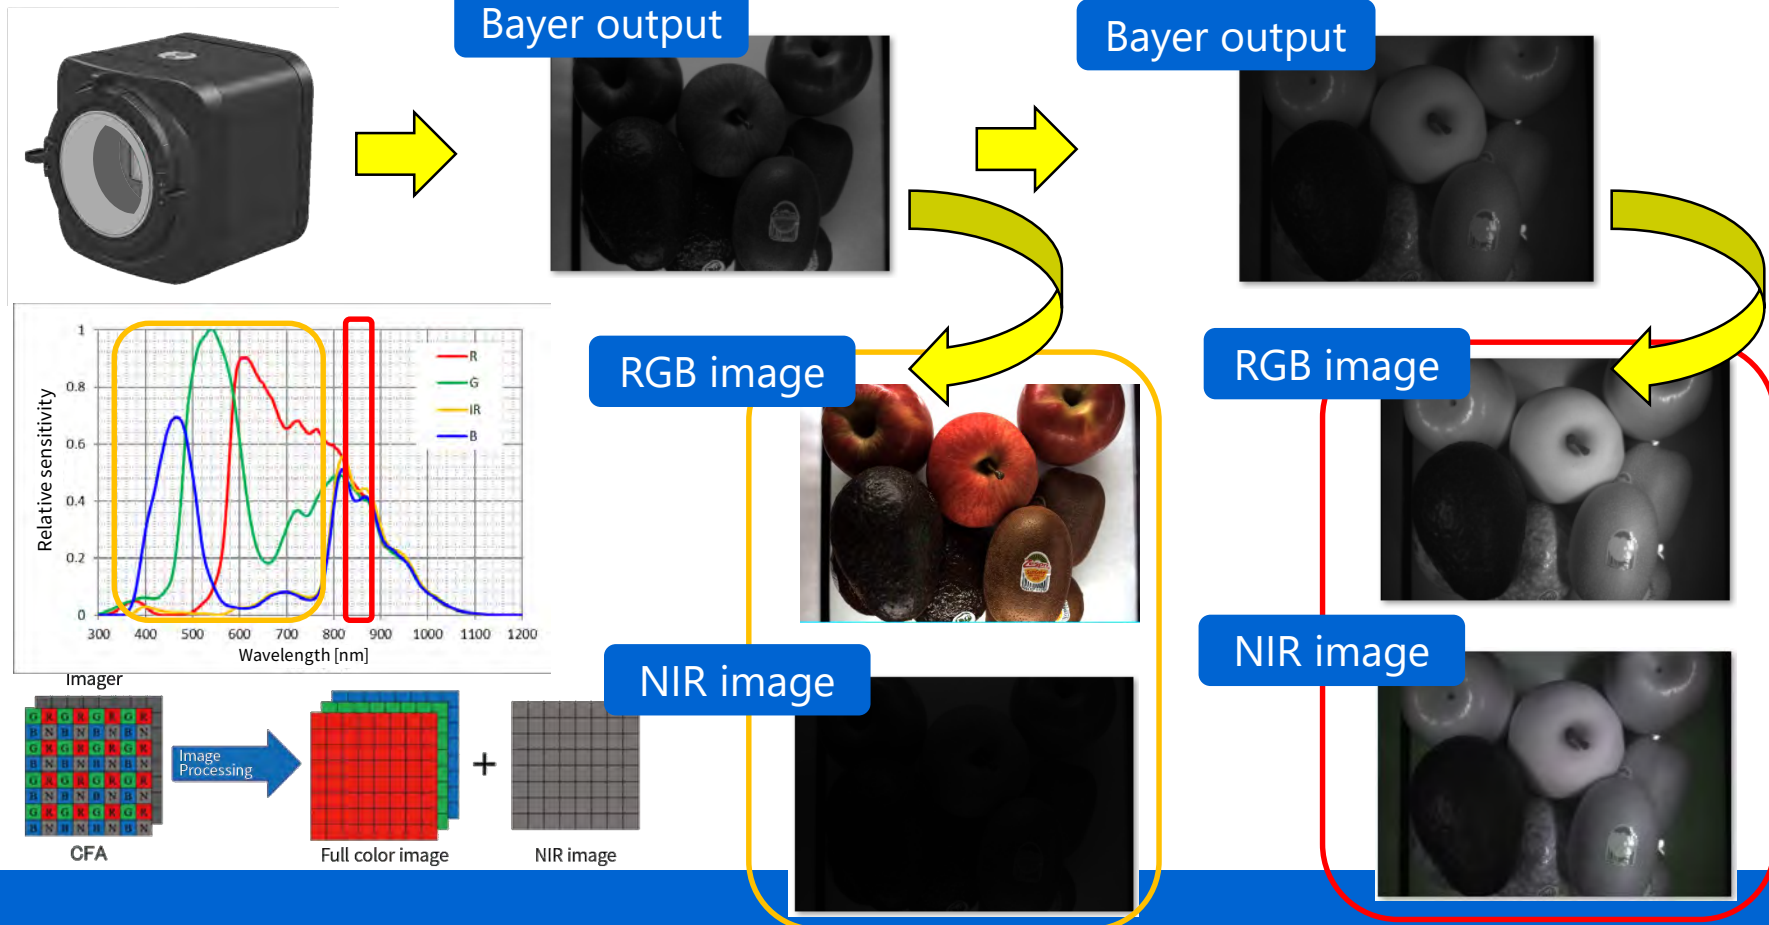 Bayer output
Bayer output
1
0.8
0.6
0.4
0.2
0
R
G
IR
B
Relative sensitivity
300 400 500 600 700 800 900 1000 1100 1200
Wavelength [nm]
RGB image
RGB image
NIR image
NIR image
Imager
G R G R G R G R
B N B N B N B N
G R G R G R G R
B N B N B N B N
G R G R G R G R
B N B N B N B N
G R G R G R G R
B N B N B N B N
CFA
Image
Processing
+
Full color image
NIR image